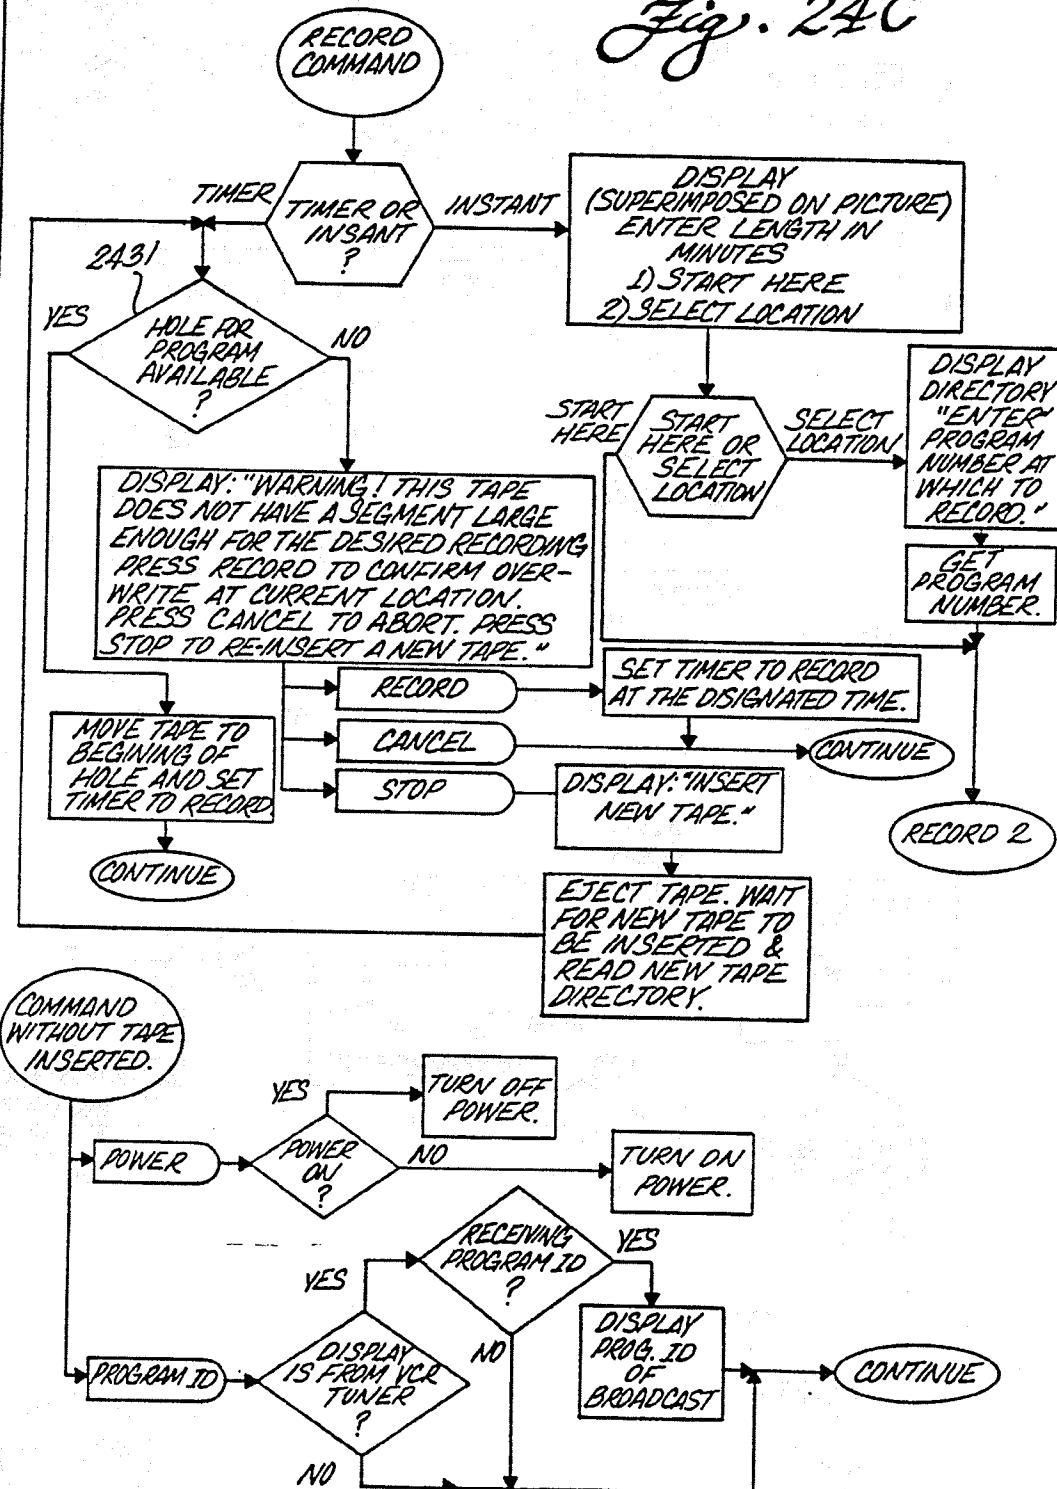 Fig. 24C
RECORD
COMMAND
TIMER
TIMER OR
INSANT
?
INSTANT
DISPLAY
(SUPERIMPOSED ON PICTURE)
ENTER LENGTH IN
MINUTES
1) START HERE
2) SELECT LOCATION
2431
YES
HOLE FOR
PROGRAM
AVAILABLE
?
NO
START
HERE
START
HERE OR
SELECT
LOCATION
SELECT
LOCATION
DISPLAY
DIRECTORY
"ENTER"
PROGRAM
NUMBER AT
WHICH TO
RECORD."
GET
PROGRAM
NUMBER.
DISPLAY: "WARNING! THIS TAPE
DOES NOT HAVE A SEGMENT LARGE
ENOUGH FOR THE DESIRED RECORDING
PRESS RECORD TO CONFIRM OVER-
WRITE AT CURRENT LOCATION.
PRESS CANCEL TO ABORT. PRESS
STOP TO RE-INSERT A NEW TAPE."
RECORD
SET TIMER TO RECORD
AT THE DISIGNATED TIME.
CANCEL
CONTINUE
STOP
DISPLAY: "INSERT
NEW TAPE."
RECORD 2
MOVE TAPE TO
BEGINING OF
HOLE AND SET
TIMER TO RECORD.
CONTINUE
EJECT TAPE. WAIT
FOR NEW TAPE TO
BE INSERTED &
READ NEW TAPE
DIRECTORY.
COMMAND
WITHOUT TAPE
INSERTED.
POWER
POWER
ON
?
YES
TURN OFF
POWER.
NO
TURN ON
POWER.
PROGRAM ID
DISPLAY
IS FROM VCR
TUNER
?
YES
RECEIVING
PROGRAM ID
?
YES
NO
DISPLAY
PROG. ID
OF
BROADCAST
CONTINUE
NO